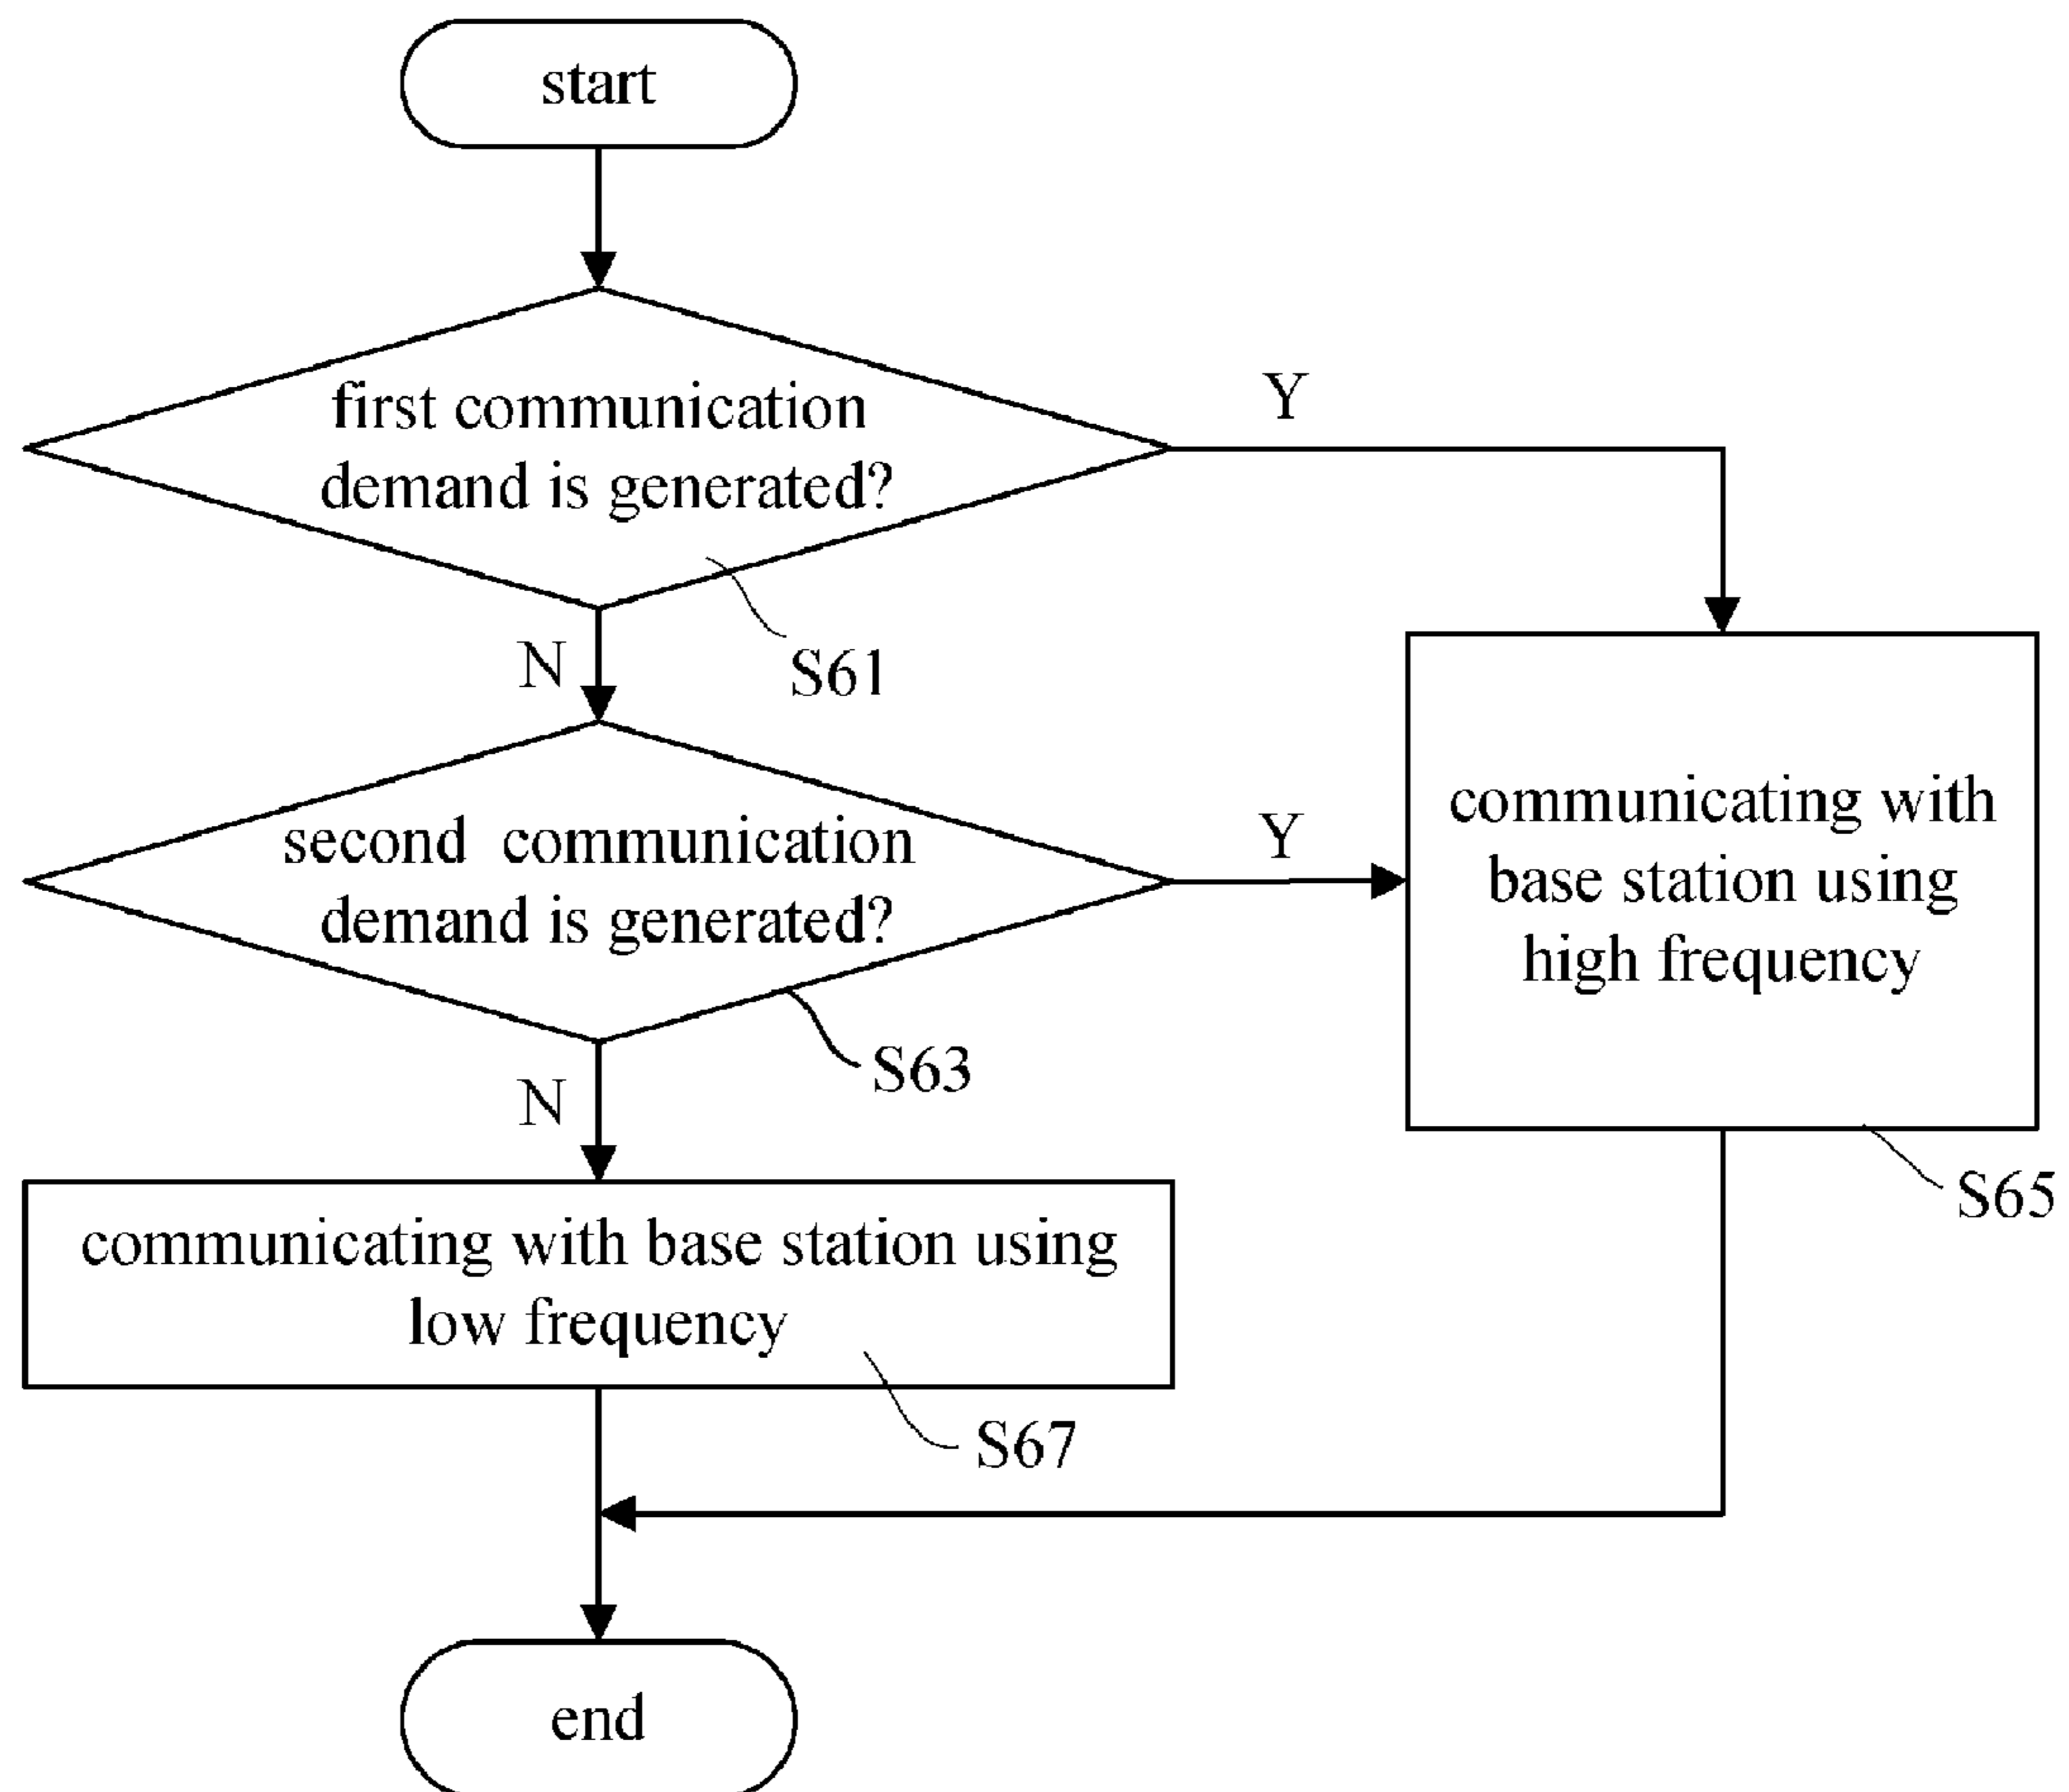 start
first communication
demand is generated?
Y
N
S61
second communication
demand is generated?
Y
communicating with
base station using
high frequency
S63
N
S65
communicating with base station using
low frequency
S67
end